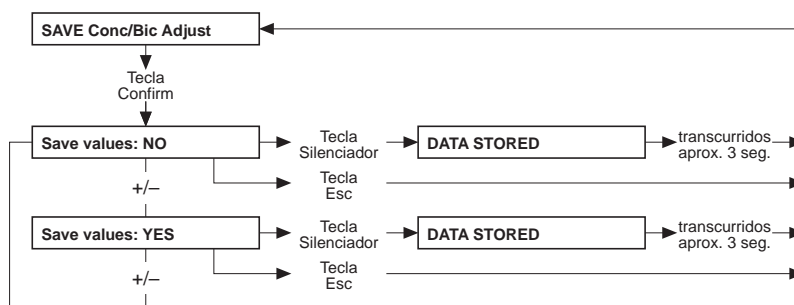 SAVE Conc/Bic Adjust
Tecla
Confirm
Save values: NO
Tecla
Silenciador
DATA STORED
transcurridos
aprox. 3 seg.
+/–
Tecla
Esc
Save values: YES
Tecla
Silenciador
DATA STORED
transcurridos
aprox. 3 seg.
+/–
Tecla
Esc